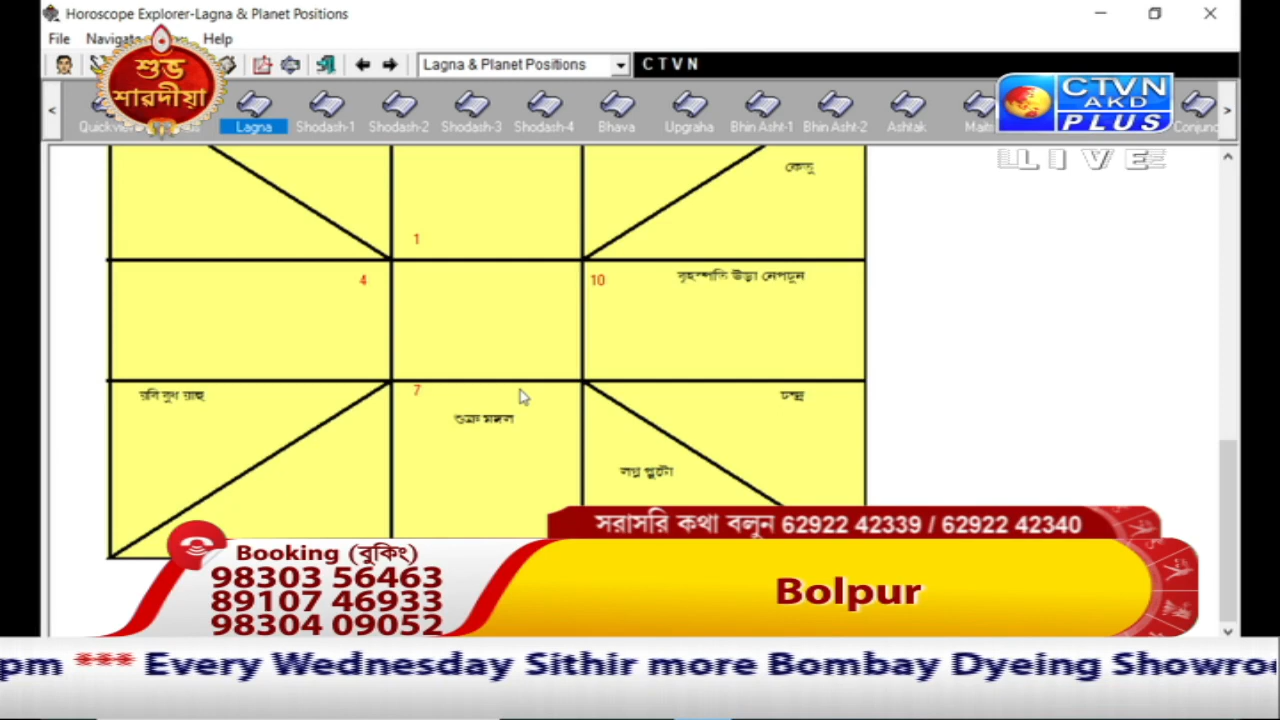 Horoscope Explorer-Lagna & Planet Positions
File Help
শুভ
শারদীয়া
Lagna & Planet Positions
CTVN
CTVN
AKD
PLUS
LIVE
Lagna Shodash-1 Shodash-2 Shodash-3 Shodash-4 Bhava Upgraha Bhin Asht-1 Bhin Asht-2 Ashtak
কেতু
1
4
10 বৃহস্পতি উড়া নেপচুন
রবি বুধ রাহু
7
শুক্র মঙ্গল
চন্দ্র
লগ্ন প্লুটো
সরাসরি কথা বলুন 62922 42339 / 62922 42340
Booking (বুকিং)
98303 56463
89107 46933
98304 09052
Bolpur
pm *** Every Wednesday Sithir more Bombay Dyeing